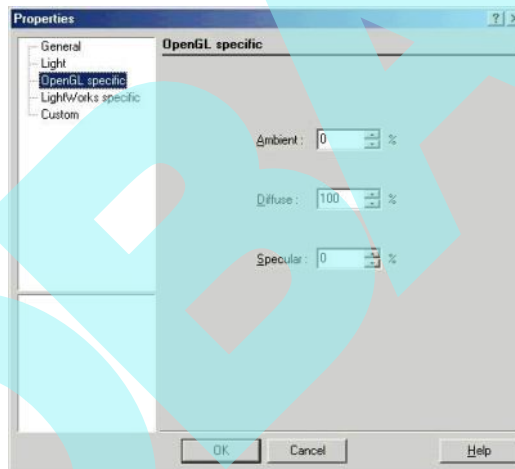 Properties
General
Light
OpenGL specific
LightWorks specific
Custom
OpenGL specific
Ambient: 0 %
Diffuse: 100 %
Specular: 0 %
OK Cancel Help